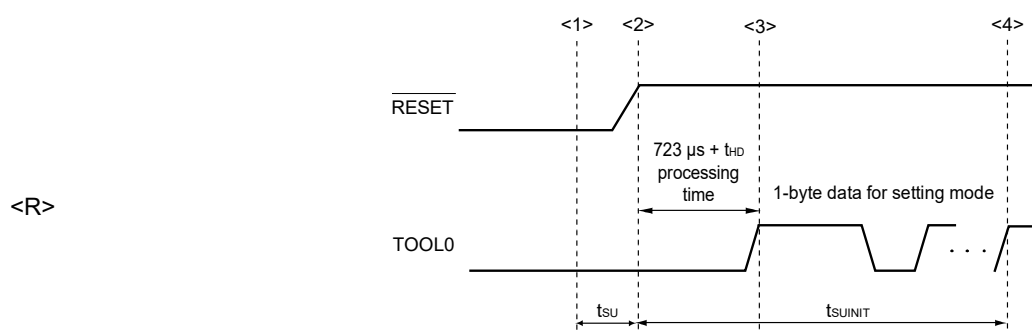 <1> <2> <3> <4>
RESET
723 µs + tHD
processing
time
1-byte data for setting mode
<R>
TOOL0
. . .
tSU
tSUINIT